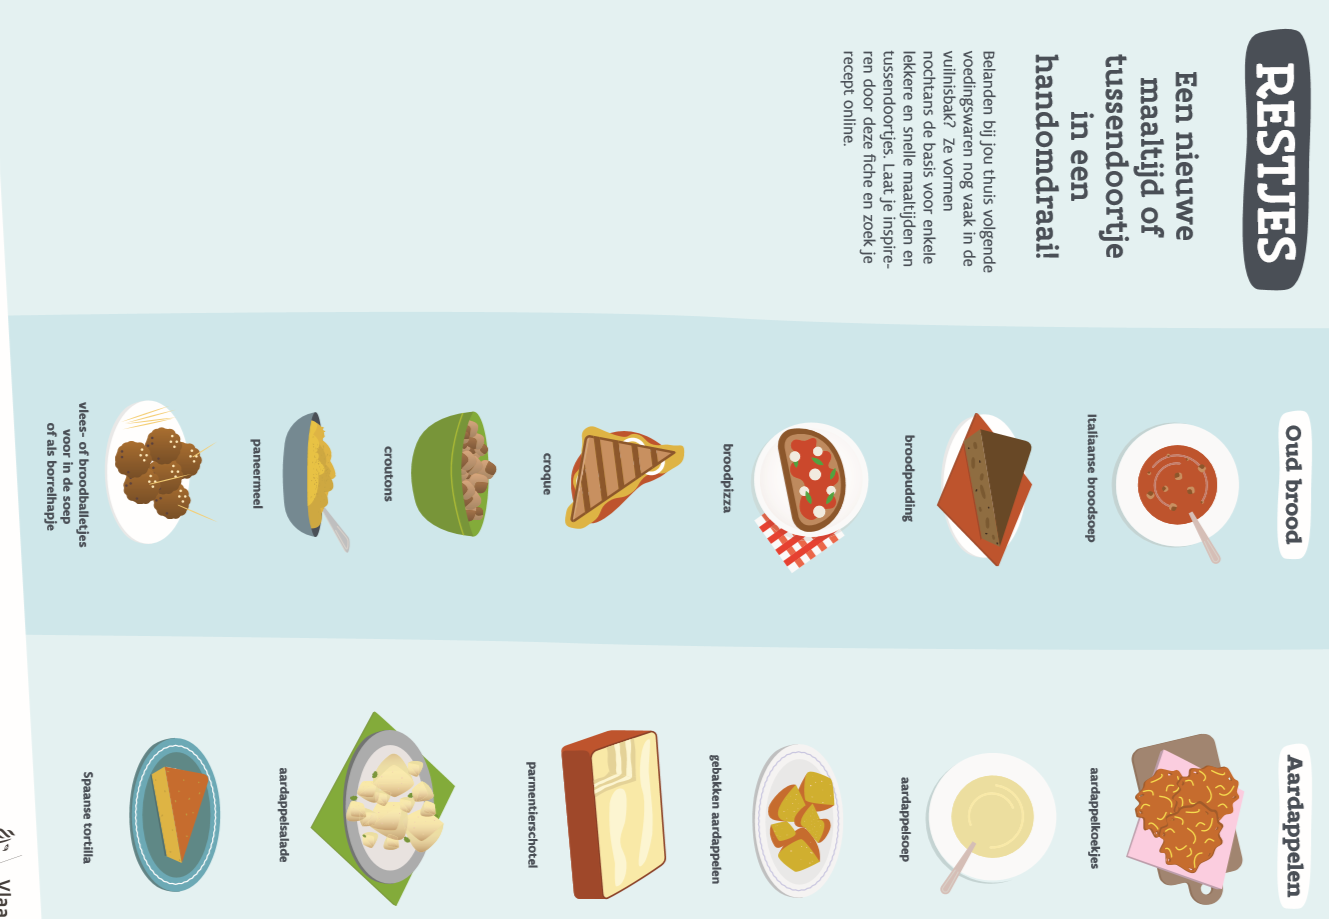 RESTJES
Een nieuwe
maaltijd of
tussendoortje
in een
handomdraai!
Belanden bij jou thuis volgende
voedingswaren nog vaak in de
vuilnisbak? Ze vormen
nochtans de basis voor enkele
lekkere en snelle maaltijden en
tussendoortjes. Laat je inspire-
ren door deze fiche en zoek je
recept online.
Oud brood
Italiaanse broodsoep
broodpudding
broodpizza
croque
croutons
paneermeel
vlees- of broodballetjes
voor in de soep
of als borrelhapje
Aardappelen
aardappelkoekjes
aardappelsoep
gebakken aardappelen
parmentierschotel
aardappelsalade
Spaanse tortilla
Vlaa